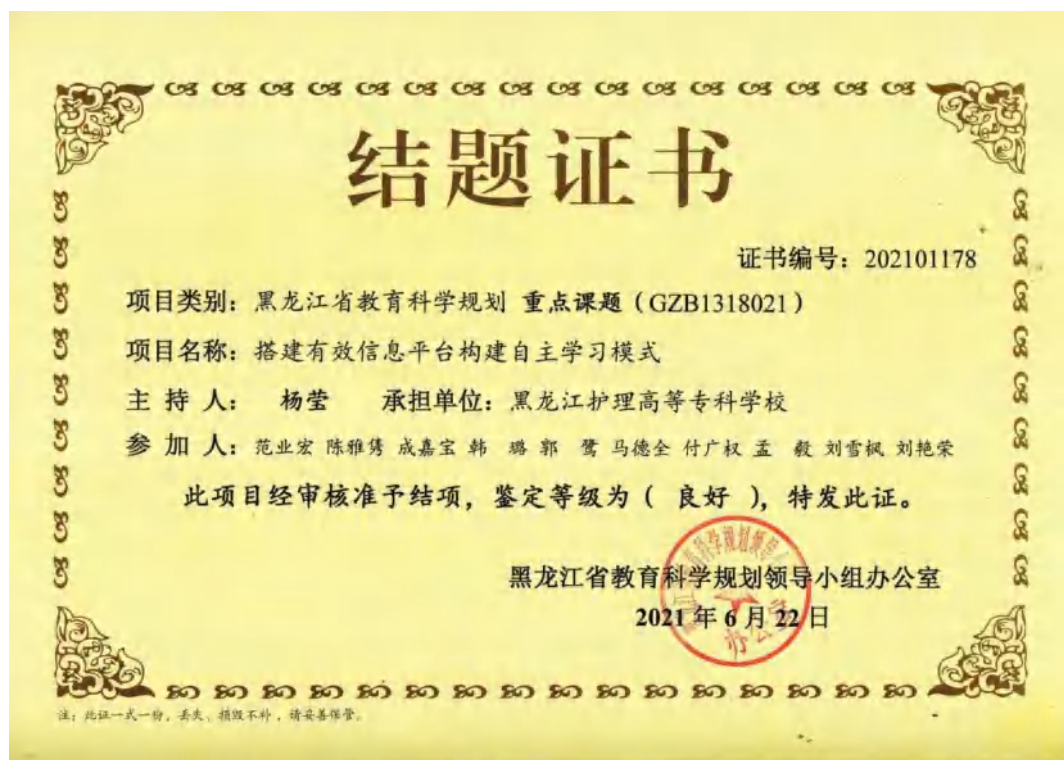 结题证书
证书编号：202101178
项目类别：黑龙江省教育科学规划 重点课题（GZB1318021）
项目名称：搭建有效信息平台构建自主学习模式
主 持 人： 杨莹 承担单位：黑龙江护理高等专科学校
参 加 人：范业宏 陈雅隽 成嘉宝 韩 璐 郭 鹭 马德全 付广权 孟 毅 刘雪枫 刘艳荣
此项目经审核准予结项，鉴定等级为（ 良好 ），特发此证。
黑龙江省教育科学规划领导小组办公室
2021 年 6 月 22 日
办公室
注：此证一式一份，丢失、损毁不补，请妥善保管。